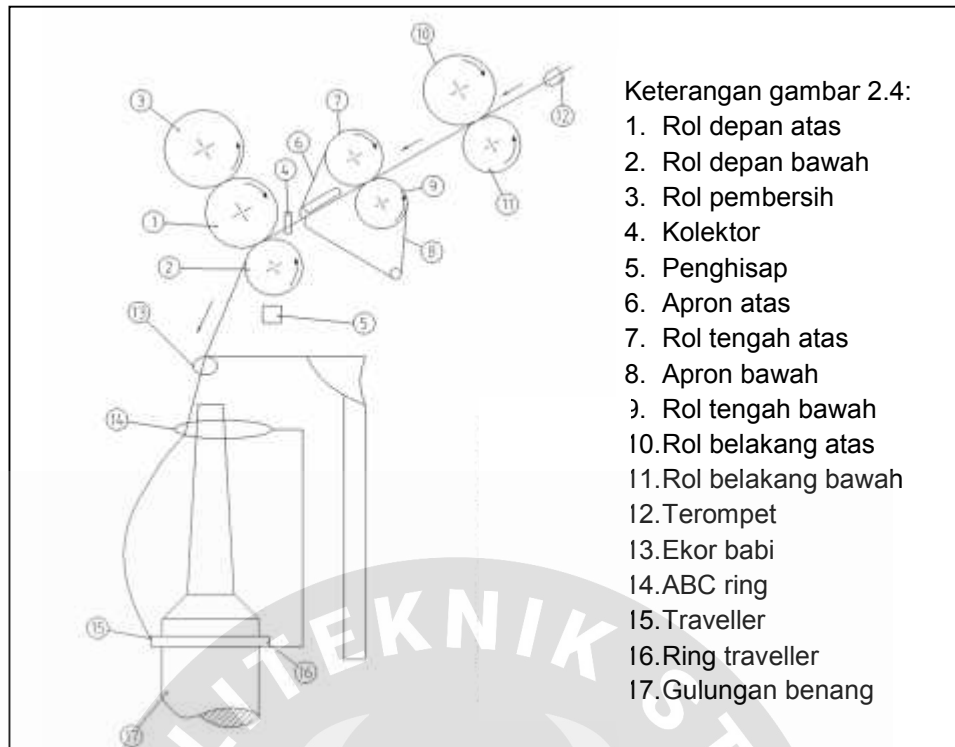 10
3
7
12
6
4
9
1
11
8
2
13
5
14
15
16
17
Keterangan gambar 2.4:
1. Rol depan atas
2. Rol depan bawah
3. Rol pembersih
4. Kolektor
5. Penghisap
6. Apron atas
7. Rol tengah atas
8. Apron bawah
9. Rol tengah bawah
10.Rol belakang atas
11.Rol belakang bawah
12.Terompet
13.Ekor babi
14.ABC ring
15.Traveller
16.Ring traveller
17.Gulungan benang
LITEKNIK ST